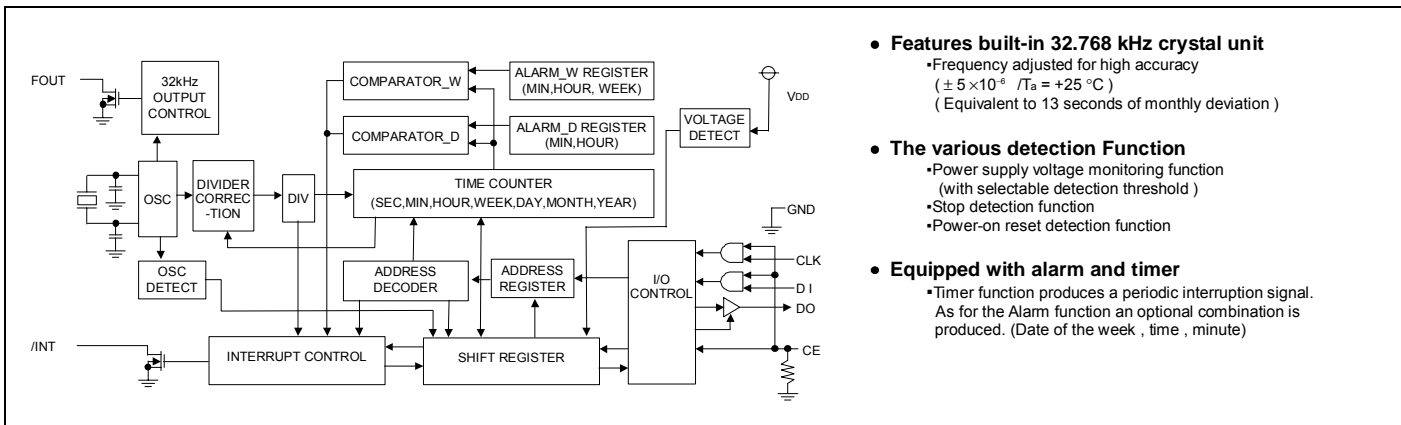 FOUT
32kHz
OUTPUT
CONTROL
COMPARATOR_W
ALARM_W REGISTER
(MIN,HOUR, WEEK)
COMPARATOR_D
ALARM_D REGISTER
(MIN,HOUR)
VOLTAGE
DETECT
VDD
OSC
DIVIDER
CORREC
-TION
DIV
TIME COUNTER
(SEC,MIN,HOUR,WEEK,DAY,MONTH,YEAR)
GND
OSC
DETECT
ADDRESS
DECODER
ADDRESS
REGISTER
I/O
CONTROL
CLK
D I
DO
CE
/INT
INTERRUPT CONTROL
SHIFT REGISTER
● Features built-in 32.768 kHz crystal unit
▪Frequency adjusted for high accuracy
( ± 5 ×10⁻⁶ /Ta = +25 °C )
( Equivalent to 13 seconds of monthly deviation )
● The various detection Function
▪Power supply voltage monitoring function
(with selectable detection threshold )
▪Stop detection function
▪Power-on reset detection function
● Equipped with alarm and timer
▪Timer function produces a periodic interruption signal.
As for the Alarm function an optional combination is
produced. (Date of the week , time , minute)